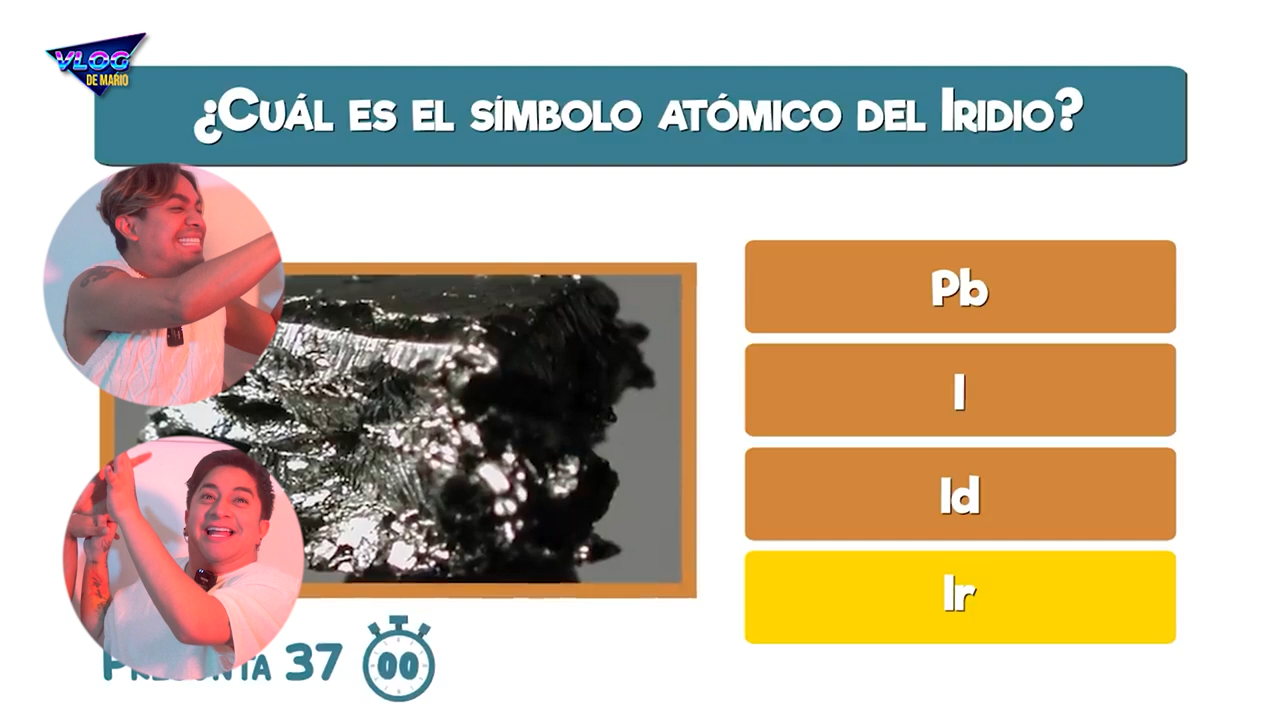 VLOG
DE MARIO
¿Cuál es el símbolo atómico del Iridio?
Pb
I
Id
Ir
37
00